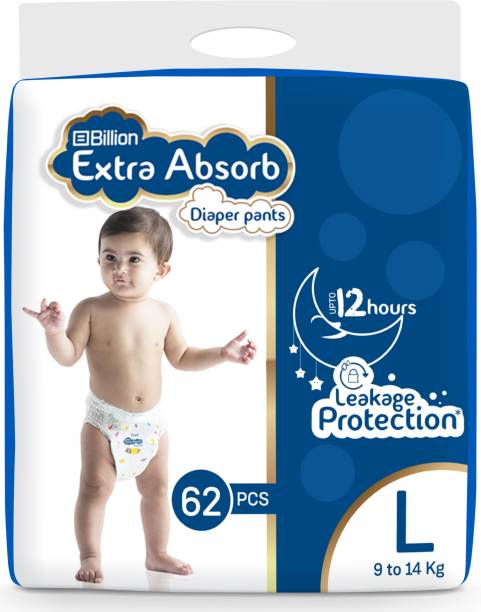 Billion
Extra Absorb
Diaper pants
UPTO 12 hours
Leakage
Protection*
62 PCS
L
9 to 14 Kg